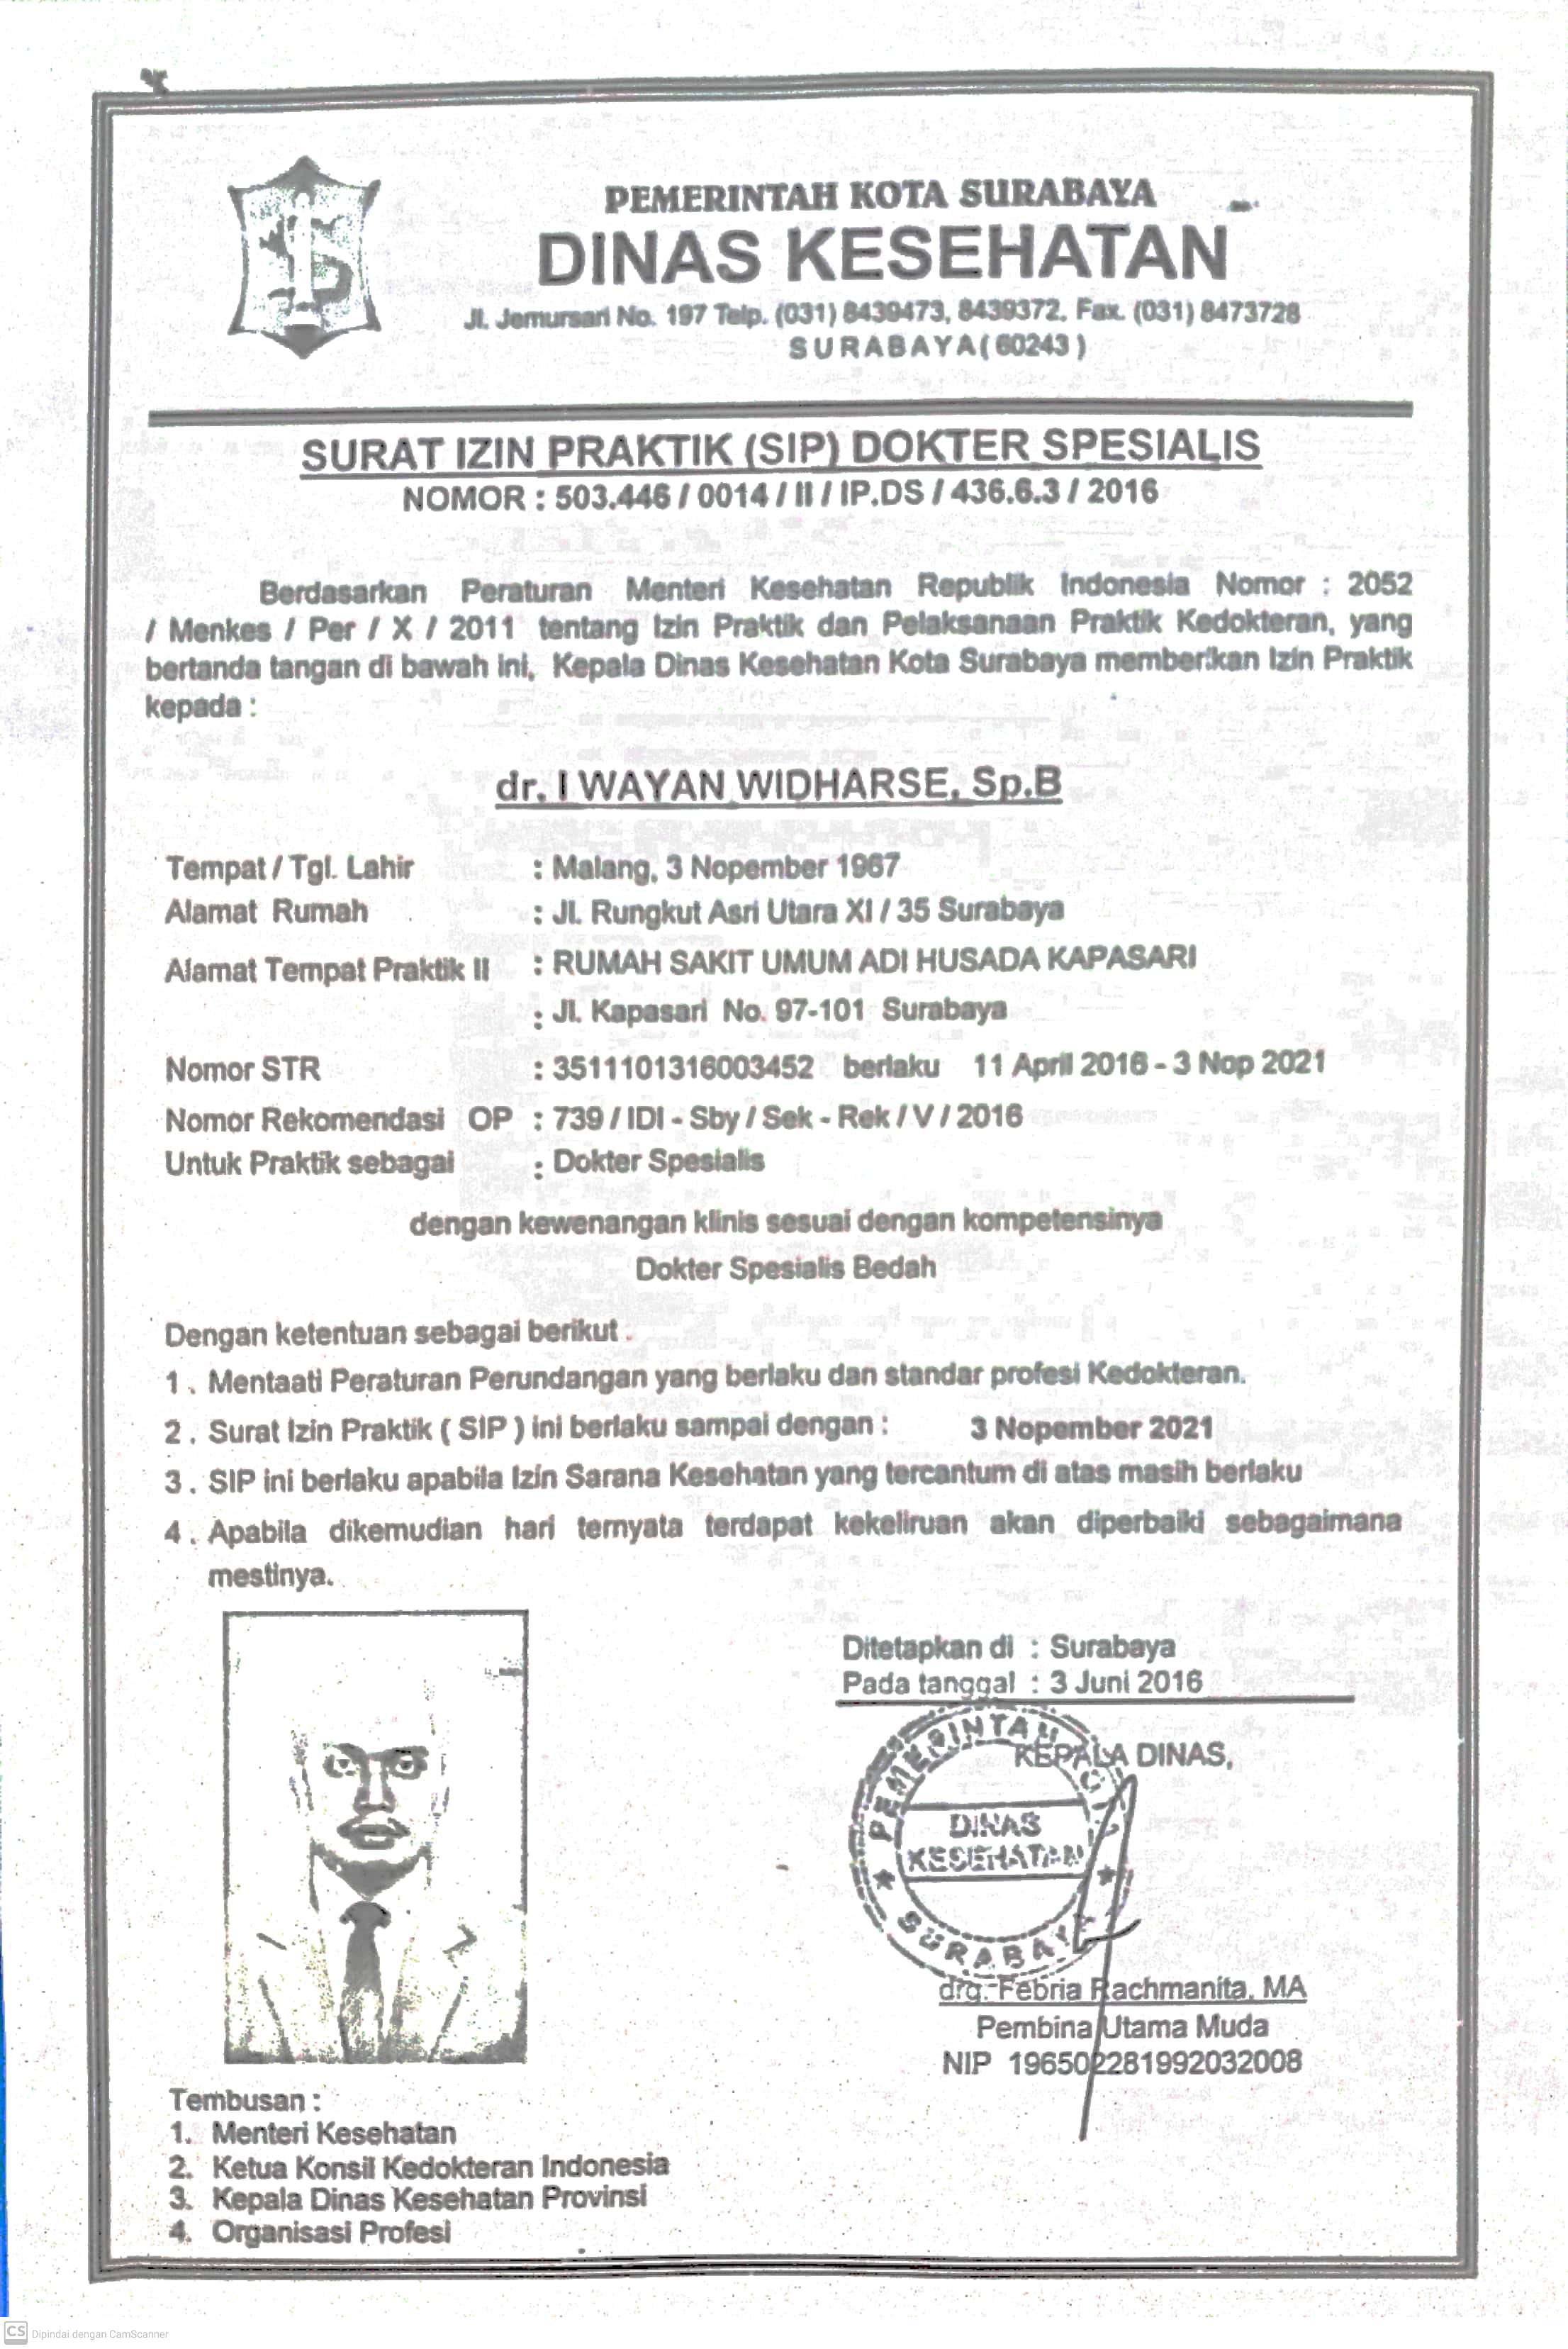 PEMERINTAH KOTA SURABAYA
DINAS KESEHATAN
Jl. Jemursari No. 197 Telp. (031) 8439473, 8439372, Fax. (031) 8473728
SURABAYA ( 60243 )
SURAT IZIN PRAKTIK (SIP) DOKTER SPESIALIS
NOMOR : 503.446 / 0014 / II / IP.DS / 436.6.3 / 2016
Berdasarkan Peraturan Menteri Kesehatan Republik Indonesia Nomor : 2052
/ Menkes / Per / X / 2011 tentang Izin Praktik dan Pelaksanaan Praktik Kedokteran, yang
bertanda tangan di bawah ini, Kepala Dinas Kesehatan Kota Surabaya memberikan Izin Praktik
kepada :
dr. I WAYAN WIDHARSE, Sp.B
Tempat / Tgl. Lahir : Malang, 3 Nopember 1967
Alamat Rumah : Jl. Rungkut Asri Utara XI / 35 Surabaya
Alamat Tempat Praktik II : RUMAH SAKIT UMUM ADI HUSADA KAPASARI
: Jl. Kapasari No. 97-101 Surabaya
Nomor STR : 3511101316003452 berlaku 11 April 2016 - 3 Nop 2021
Nomor Rekomendasi OP : 739 / IDI - Sby / Sek - Rek / V / 2016
Untuk Praktik sebagai : Dokter Spesialis
dengan kewenangan klinis sesuai dengan kompetensinya
Dokter Spesialis Bedah
Dengan ketentuan sebagai berikut .
1 . Mentaati Peraturan Perundangan yang berlaku dan standar profesi Kedokteran.
2 . Surat Izin Praktik ( SIP ) ini berlaku sampai dengan : 3 Nopember 2021
3 . SIP ini berlaku apabila Izin Sarana Kesehatan yang tercantum di atas masih berlaku
4 . Apabila dikemudian hari ternyata terdapat kekeliruan akan diperbaiki sebagaimana
mestinya.
Ditetapkan di : Surabaya
Pada tanggal : 3 Juni 2016
KEPALA DINAS,
PEMERINTAH KOTA
DINAS
KESEHATAN
SURABAYA
drg. Febria Rachmanita, MA
Pembina Utama Muda
NIP 196502281992032008
Tembusan :
1. Menteri Kesehatan
2. Ketua Konsil Kedokteran Indonesia
3. Kepala Dinas Kesehatan Provinsi
4. Organisasi Profesi
CS Dipindai dengan CamScanner